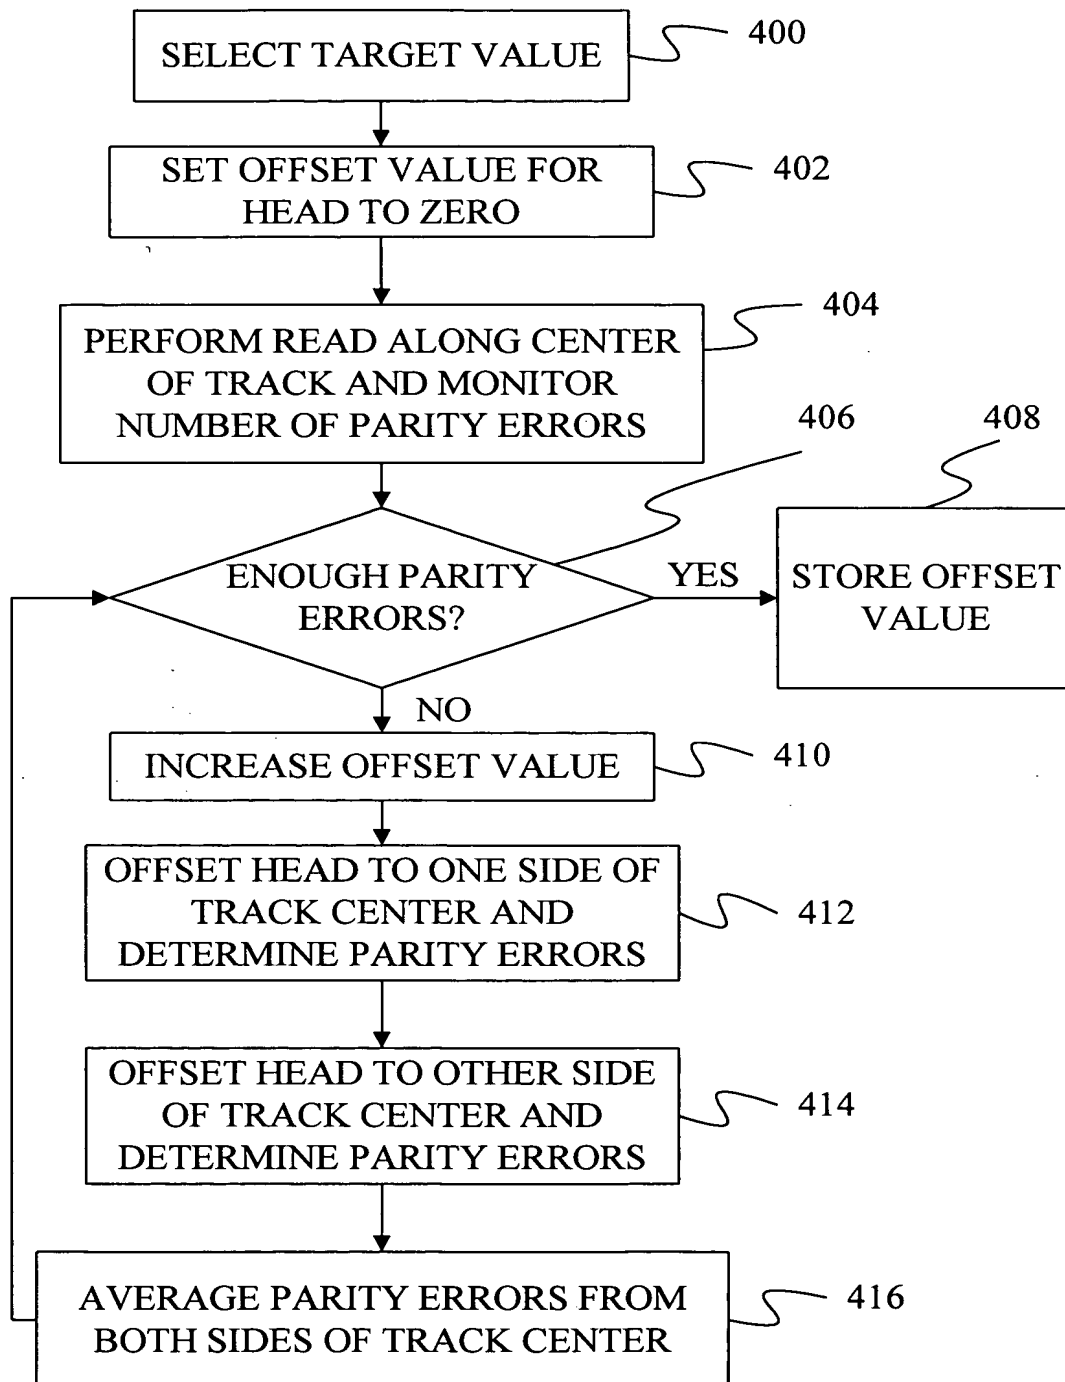 SELECT TARGET VALUE
400
SET OFFSET VALUE FOR
HEAD TO ZERO
402
PERFORM READ ALONG CENTER
OF TRACK AND MONITOR
NUMBER OF PARITY ERRORS
404
ENOUGH PARITY
ERRORS?
406
YES
STORE OFFSET
VALUE
408
NO
INCREASE OFFSET VALUE
410
OFFSET HEAD TO ONE SIDE OF
TRACK CENTER AND
DETERMINE PARITY ERRORS
412
OFFSET HEAD TO OTHER SIDE
OF TRACK CENTER AND
DETERMINE PARITY ERRORS
414
AVERAGE PARITY ERRORS FROM
BOTH SIDES OF TRACK CENTER
416